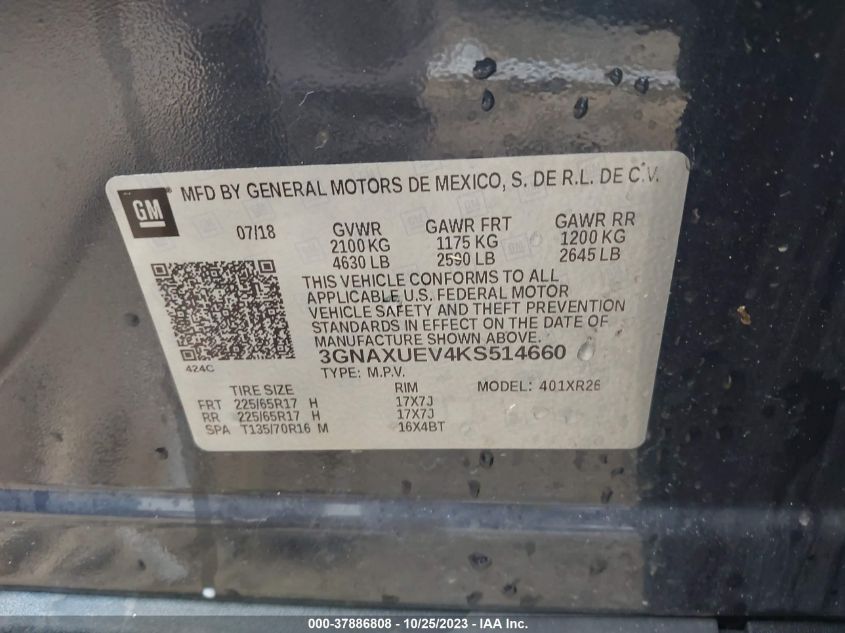 GM
MFD BY GENERAL MOTORS DE MEXICO, S. DE R.L. DE C.V.
07/18 GVWR GAWR FRT GAWR RR
2100 KG 1175 KG 1200 KG
4630 LB 2590 LB 2645 LB
THIS VEHICLE CONFORMS TO ALL
APPLICABLE U.S. FEDERAL MOTOR
VEHICLE SAFETY AND THEFT PREVENTION
STANDARDS IN EFFECT ON THE DATE OF
MANUFACTURE SHOWN ABOVE.
424C
3GNAXUEV4KS514660
TYPE: M.P.V. MODEL: 401XR26
TIRE SIZE RIM
FRT 225/65R17 H 17X7J
RR 225/65R17 H 17X7J
SPA T135/70R16 M 16X4BT
000-37886808 - 10/25/2023 - IAA Inc.